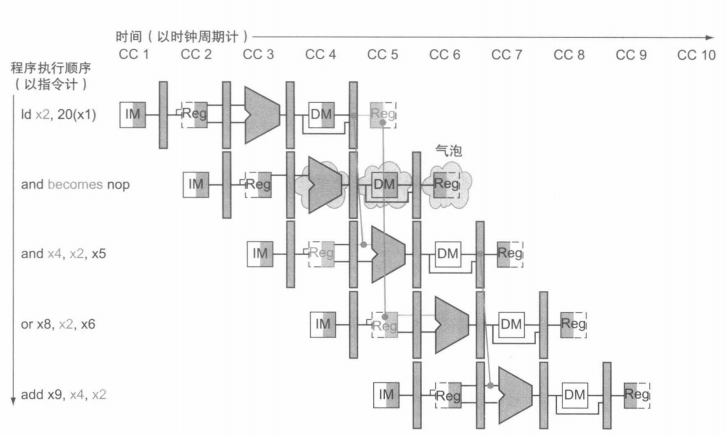 时间（以时钟周期计）
CC 1 CC 2 CC 3 CC 4 CC 5 CC 6 CC 7 CC 8 CC 9 CC 10
程序执行顺序
（以指令计）
ld x2, 20(x1) IM Reg DM Reg
气泡
and becomes nop IM Reg DM Reg
and x4, x2, x5 IM Reg DM Reg
or x8, x2, x6 IM Reg DM Reg
add x9, x4, x2 IM Reg DM Reg